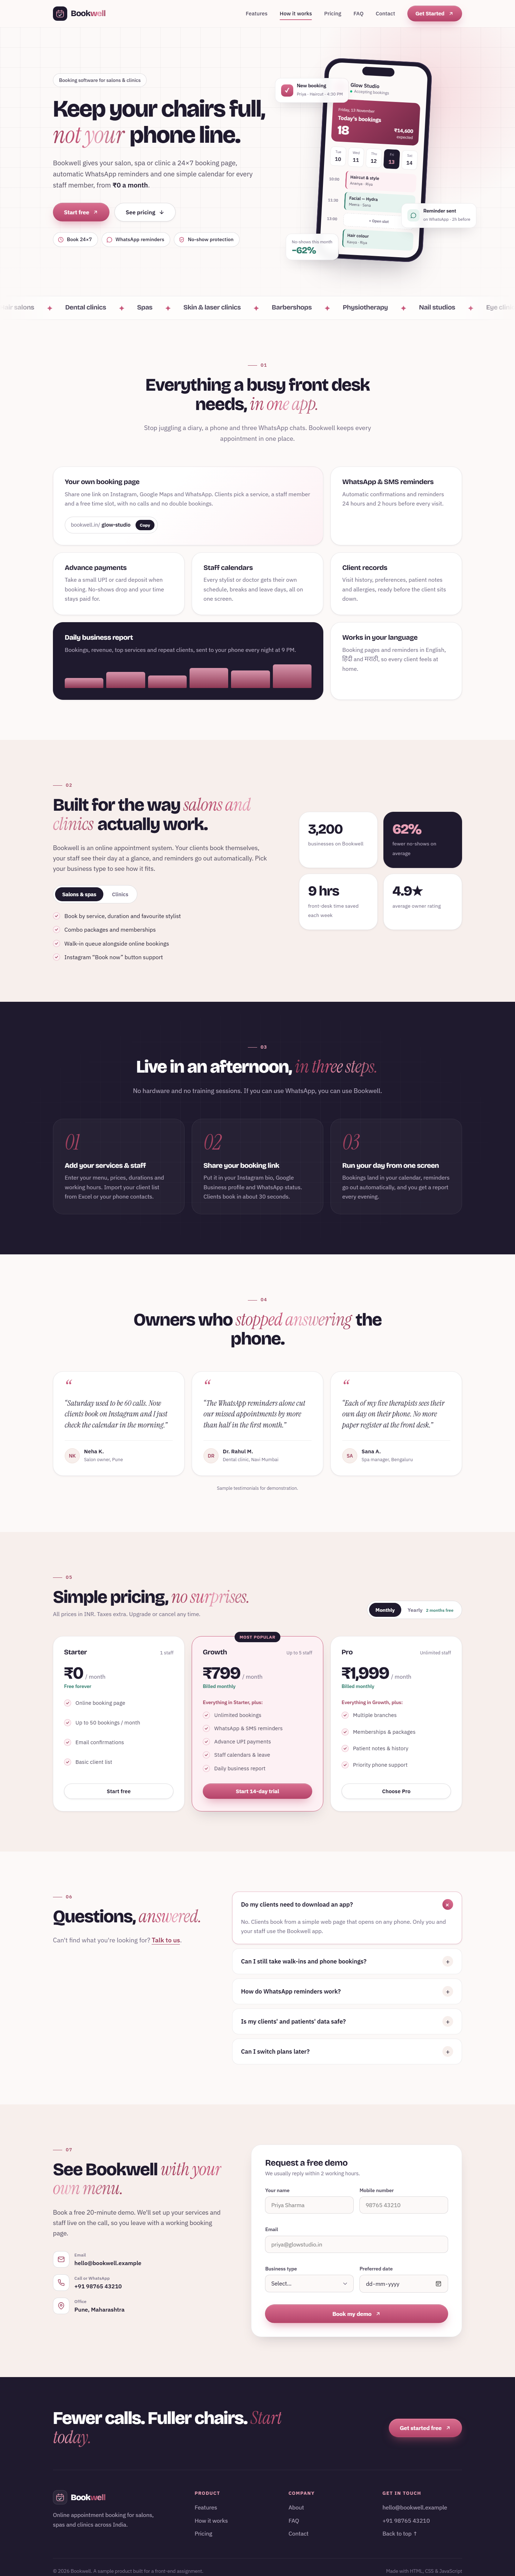 Bookwell
Features
How it works
Pricing
FAQ
Contact
Get Started ↗
Booking software for salons & clinics
Keep your chairs full,
not your phone line.
Bookwell gives your salon, spa or clinic a 24×7 booking page,
automatic WhatsApp reminders and one simple calendar for every
staff member, from ₹0 a month.
Start free ↗
See pricing ↓
Book 24×7
WhatsApp reminders
No-show protection
New booking
Priya · Haircut · 4:30 PM
Glow Studio
Accepting bookings
Friday, 13 November
Today's bookings
18
₹14,600
expected
Tue
10
Wed
11
Thu
12
Fri
13
Sat
14
10:00
Haircut & style
Ananya · Riya
11:30
Facial — Hydra
Meera · Sana
13:00
+ Open slot
Hair colour
Kavya · Riya
Reminder sent
on WhatsApp · 2h before
No-shows this month
−62%
Dental clinics
Spas
Skin & laser clinics
Barbershops
Physiotherapy
Nail studios
01
Everything a busy front desk
needs, in one app.
Stop juggling a diary, a phone and three WhatsApp chats. Bookwell keeps every
appointment in one place.
Your own booking page
Share one link on Instagram, Google Maps and WhatsApp. Clients pick a service, a staff member
and a free time slot, with no calls and no double bookings.
bookwell.in/ glow-studio
Copy
WhatsApp & SMS reminders
Automatic confirmations and reminders
24 hours and 2 hours before every visit.
Advance payments
Take a small UPI or card deposit when
booking. No-shows drop and your time
stays paid for.
Staff calendars
Every stylist or doctor gets their own
schedule, breaks and leave days, all on
one screen.
Client records
Visit history, preferences, patient notes
and allergies, ready before the client sits
down.
Daily business report
Bookings, revenue, top services and repeat clients, sent to your phone every night at 9 PM.
Works in your language
Booking pages and reminders in English,
हिंदी and मराठी, so every client feels at
home.
02
Built for the way salons and
clinics actually work.
Bookwell is an online appointment system. Your clients book themselves,
your staff see their day at a glance, and reminders go out automatically. Pick
your business type to see how it fits.
Salons & spas
Clinics
Book by service, duration and favourite stylist
Combo packages and memberships
Walk-in queue alongside online bookings
Instagram "Book now" button support
3,200
businesses on Bookwell
62%
fewer no-shows on
average
9 hrs
front-desk time saved
each week
4.9★
average owner rating
03
Live in an afternoon, in three steps.
No hardware and no training sessions. If you can use WhatsApp, you can use Bookwell.
01
Add your services & staff
Enter your menu, prices, durations and
working hours. Import your client list
from Excel or your phone contacts.
02
Share your booking link
Put it in your Instagram bio, Google
Business profile and WhatsApp status.
Clients book in about 30 seconds.
03
Run your day from one screen
Bookings land in your calendar, reminders
go out automatically, and you get a report
every evening.
04
Owners who stopped answering the
phone.
“
"Saturday used to be 60 calls. Now
clients book on Instagram and I just
check the calendar in the morning."
NK
Neha K.
Salon owner, Pune
“
"The WhatsApp reminders alone cut
our missed appointments by more
than half in the first month."
DR
Dr. Rahul M.
Dental clinic, Navi Mumbai
“
"Each of my five therapists sees their
own day on their phone. No more
paper register at the front desk."
SA
Sana A.
Spa manager, Bengaluru
Sample testimonials for demonstration.
05
Simple pricing, no surprises.
All prices in INR. Taxes extra. Upgrade or cancel any time.
Monthly
Yearly
2 months free
Starter
1 staff
₹0 / month
Free forever
Online booking page
Up to 50 bookings / month
Email confirmations
Basic client list
Start free
MOST POPULAR
Growth
Up to 5 staff
₹799 / month
Billed monthly
Everything in Starter, plus:
Unlimited bookings
WhatsApp & SMS reminders
Advance UPI payments
Staff calendars & leave
Daily business report
Start 14-day trial
Pro
Unlimited staff
₹1,999 / month
Billed monthly
Everything in Growth, plus:
Multiple branches
Memberships & packages
Patient notes & history
Priority phone support
Choose Pro
06
Questions, answered.
Can't find what you're looking for? Talk to us.
Do my clients need to download an app?
No. Clients book from a simple web page that opens on any phone. Only you and
your staff use the Bookwell app.
Can I still take walk-ins and phone bookings?
How do WhatsApp reminders work?
Is my clients' and patients' data safe?
Can I switch plans later?
07
See Bookwell with your
own menu.
Book a free 20-minute demo. We'll set up your services and
staff live on the call, so you leave with a working booking
page.
Email
hello@bookwell.example
Call or WhatsApp
+91 98765 43210
Office
Pune, Maharashtra
Request a free demo
We usually reply within 2 working hours.
Your name
Mobile number
Priya Sharma
98765 43210
Email
priya@glowstudio.in
Business type
Preferred date
Select...
dd-mm-yyyy
Book my demo ↗
Fewer calls. Fuller chairs. Start
today.
Get started free ↗
Bookwell
Online appointment booking for salons,
spas and clinics across India.
PRODUCT
Features
How it works
Pricing
COMPANY
About
FAQ
Contact
GET IN TOUCH
hello@bookwell.example
+91 98765 43210
Back to top ↑
© 2026 Bookwell. A sample product built for a front-end assignment.
Made with HTML, CSS & JavaScript